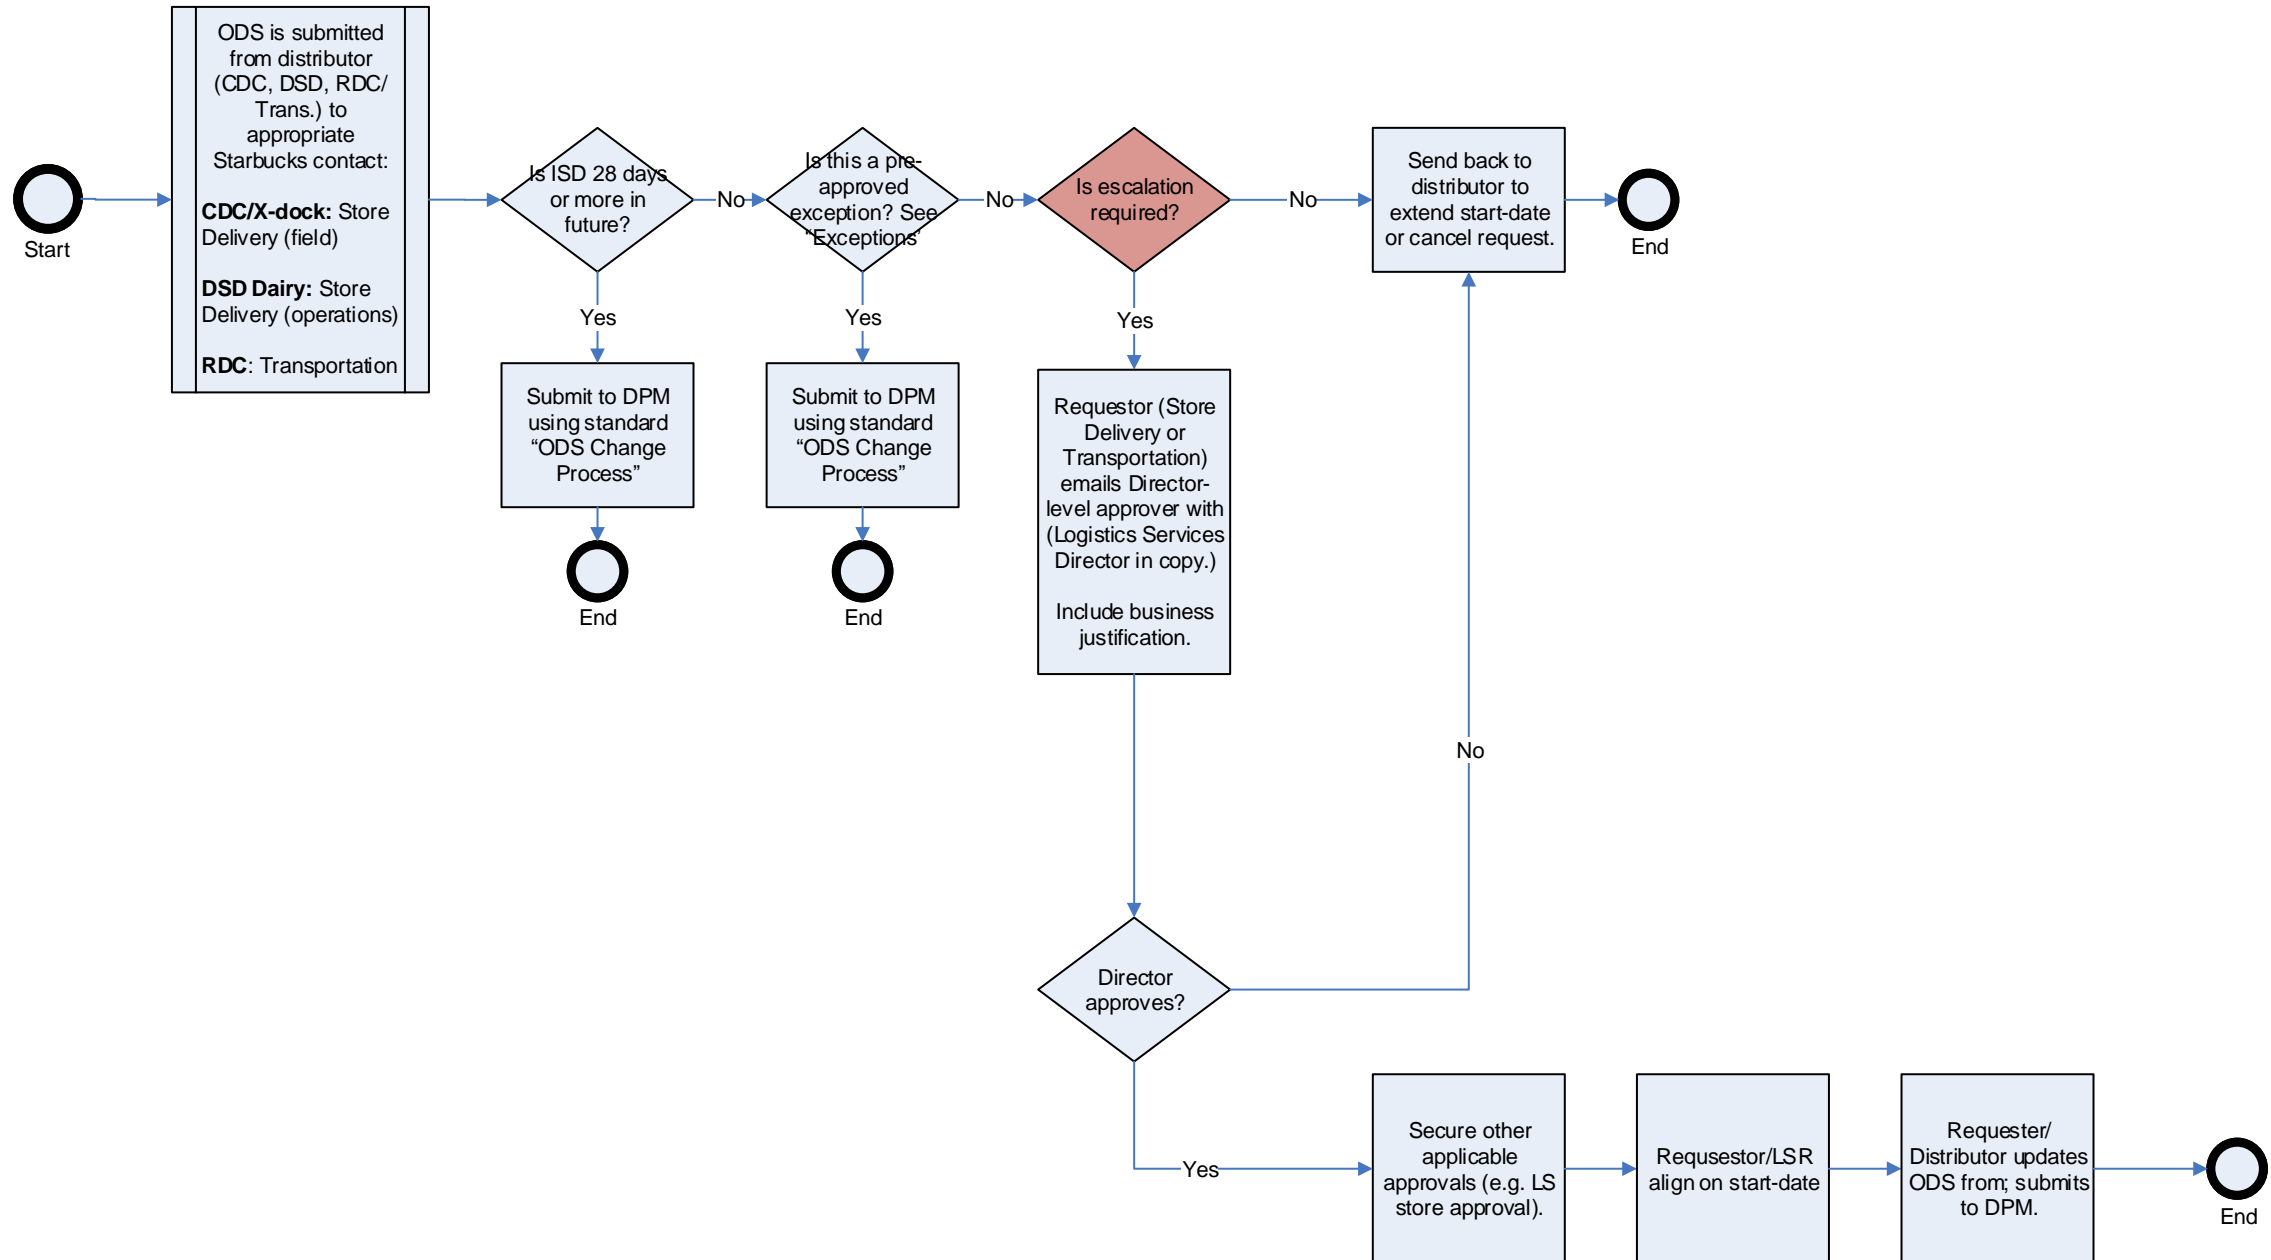 ODS is submitted
from distributor
(CDC, DSD, RDC/
Trans.) to
appropriate
Starbucks contact:
CDC/X-dock: Store
Delivery (field)
DSD Dairy: Store
Delivery (operations)
RDC: Transportation
Start
Is ISD 28 days
or more in
future?
No
Yes
Submit to DPM
using standard
“ODS Change
Process”
End
Is this a pre-
approved
exception? See
“Exceptions”
No
Yes
Submit to DPM
using standard
“ODS Change
Process”
End
Is escalation
required?
No
Send back to
distributor to
extend start-date
or cancel request.
End
Yes
Requestor (Store
Delivery or
Transportation)
emails Director-
level approver with
(Logistics Services
Director in copy.)
Include business
justification.
Director
approves?
No
Yes
Secure other
applicable
approvals (e.g. LS
store approval).
Requsestor/LSR
align on start-date
Requester/
Distributor updates
ODS from; submits
to DPM.
End